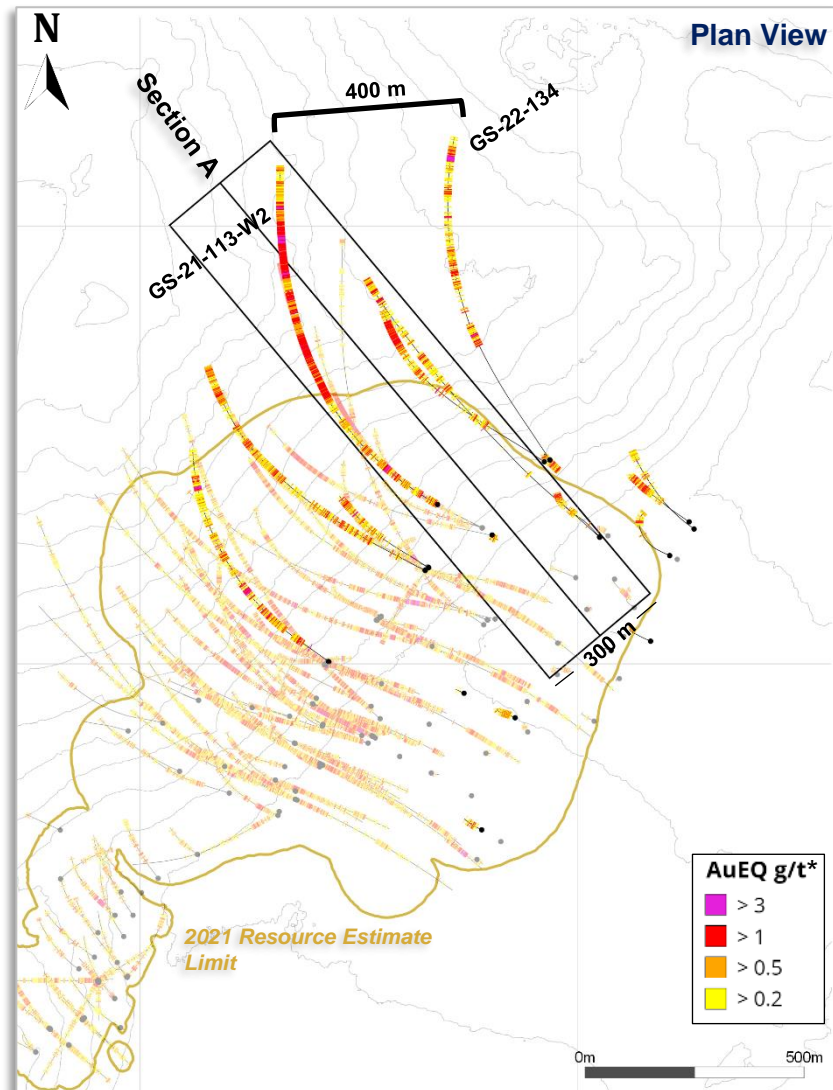 Plan View
N
Section A
400 m
GS-22-134
GS-21-113-W2
300 m
2021 Resource Estimate
Limit
AuEQ g/t*
> 3
> 1
> 0.5
> 0.2
0m
500m